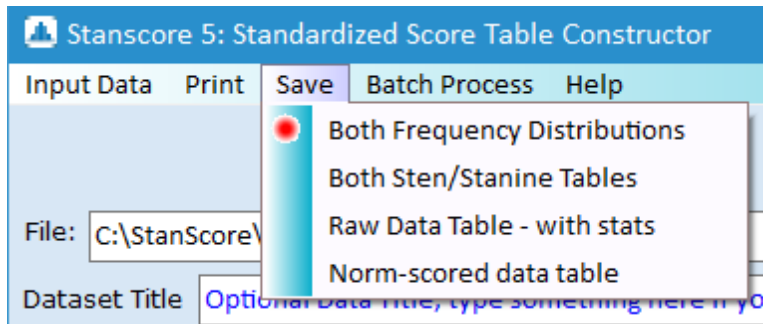 Stanscore 5: Standardized Score Table Constructor
Input Data Print Save Batch Process Help
Both Frequency Distributions
Both Sten/Stanine Tables
Raw Data Table - with stats
Norm-scored data table
File: C:\StanScore\
Dataset Title Optional Data Title, type something here if yo